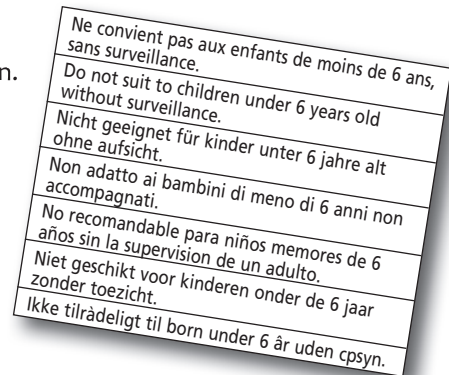 n.
Ne convient pas aux enfants de moins de 6 ans,
sans surveillance.
Do not suit to children under 6 years old
without surveillance.
Nicht geeignet für kinder unter 6 jahre alt
ohne aufsicht.
Non adatto ai bambini di meno di 6 anni non
accompagnati.
No recomandable para niños memores de 6
años sin la supervision de un adulto.
Niet geschikt voor kinderen onder de 6 jaar
zonder toezicht.
Ikke tilràdeligt til born under 6 âr uden cpsyn.